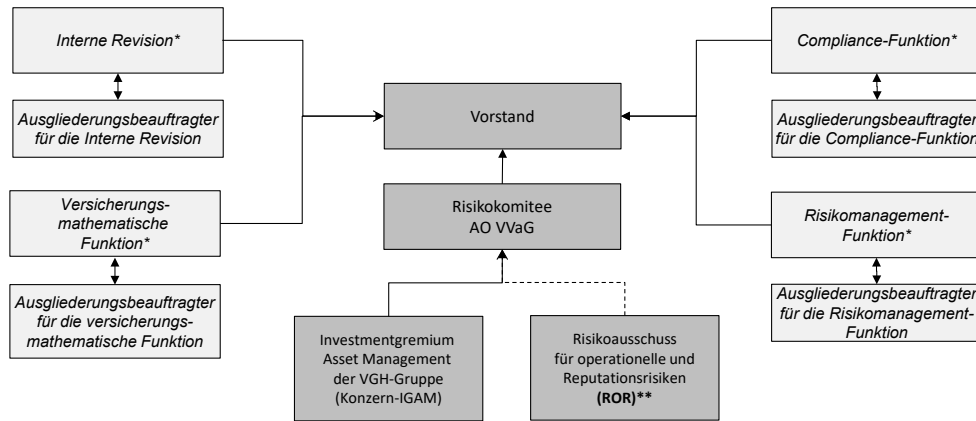 Interne Revision*
Ausgliederungsbeauftragter
für die Interne Revision
Versicherungs-
mathematische
Funktion*
Ausgliederungsbeauftragter
für die versicherungs-
mathematische Funktion
Vorstand
Risikokomitee
AO VVaG
Investmentgremium
Asset Management
der VGH-Gruppe
(Konzern-IGAM)
Risikoausschuss
für operationelle und
Reputationsrisiken
(ROR)**
Compliance-Funktion*
Ausgliederungsbeauftragter
für die Compliance-Funktion
Risikomanagement-
Funktion*
Ausgliederungsbeauftragter
für die Risikomanagement-
Funktion